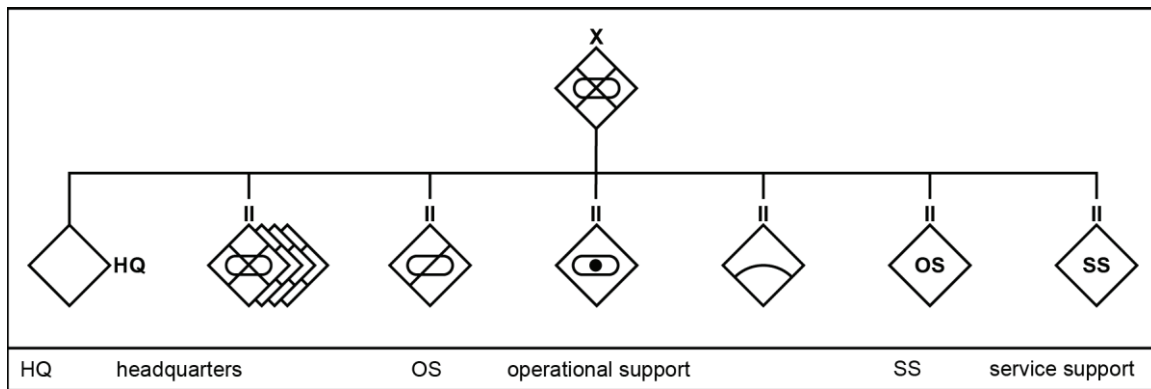 X
II II II II II II
HQ OS SS
HQ headquarters OS operational support SS service support